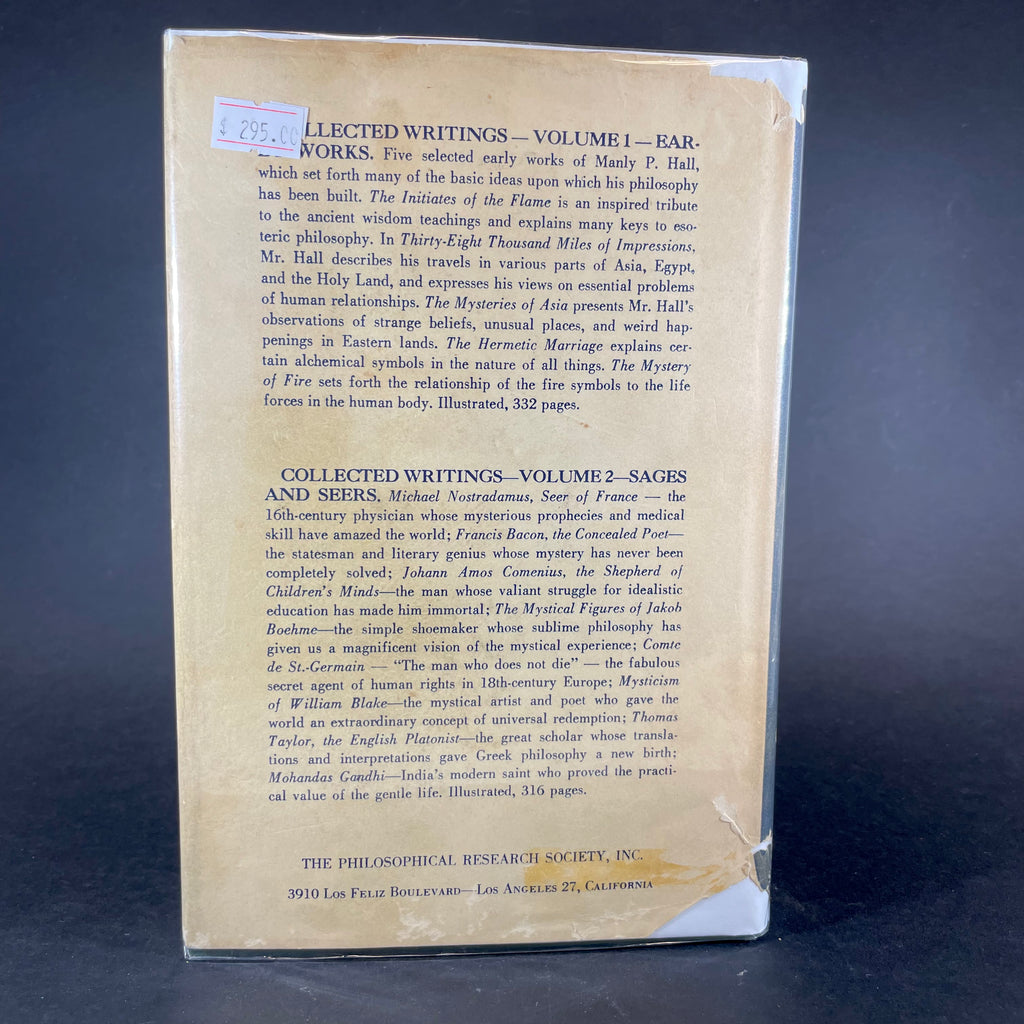 $ 295.00
LLECTED WRITINGS — VOLUME 1 — EAR-
WORKS. Five selected early works of Manly P. Hall,
which set forth many of the basic ideas upon which his philosophy
has been built. The Initiates of the Flame is an inspired tribute
to the ancient wisdom teachings and explains many keys to eso-
teric philosophy. In Thirty-Eight Thousand Miles of Impressions,
Mr. Hall describes his travels in various parts of Asia, Egypt,
and the Holy Land, and expresses his views on essential problems
of human relationships. The Mysteries of Asia presents Mr. Hall's
observations of strange beliefs, unusual places, and weird hap-
penings in Eastern lands. The Hermetic Marriage explains cer-
tain alchemical symbols in the nature of all things. The Mystery
of Fire sets forth the relationship of the fire symbols to the life
forces in the human body. Illustrated, 332 pages.
COLLECTED WRITINGS—VOLUME 2—SAGES
AND SEERS. Michael Nostradamus, Seer of France — the
16th-century physician whose mysterious prophecies and medical
skill have amazed the world; Francis Bacon, the Concealed Poet—
the statesman and literary genius whose mystery has never been
completely solved; Johann Amos Comenius, the Shepherd of
Children's Minds—the man whose valiant struggle for idealistic
education has made him immortal; The Mystical Figures of Jakob
Boehme—the simple shoemaker whose sublime philosophy has
given us a magnificent vision of the mystical experience; Comte
de St.-Germain — “The man who does not die” — the fabulous
secret agent of human rights in 18th-century Europe; Mysticism
of William Blake—the mystical artist and poet who gave the
world an extraordinary concept of universal redemption; Thomas
Taylor, the English Platonist—the great scholar whose transla-
tions and interpretations gave Greek philosophy a new birth;
Mohandas Gandhi—India's modern saint who proved the practi-
cal value of the gentle life. Illustrated, 316 pages.
THE PHILOSOPHICAL RESEARCH SOCIETY, INC.
3910 LOS FELIZ BOULEVARD—LOS ANGELES 27, CALIFORNIA